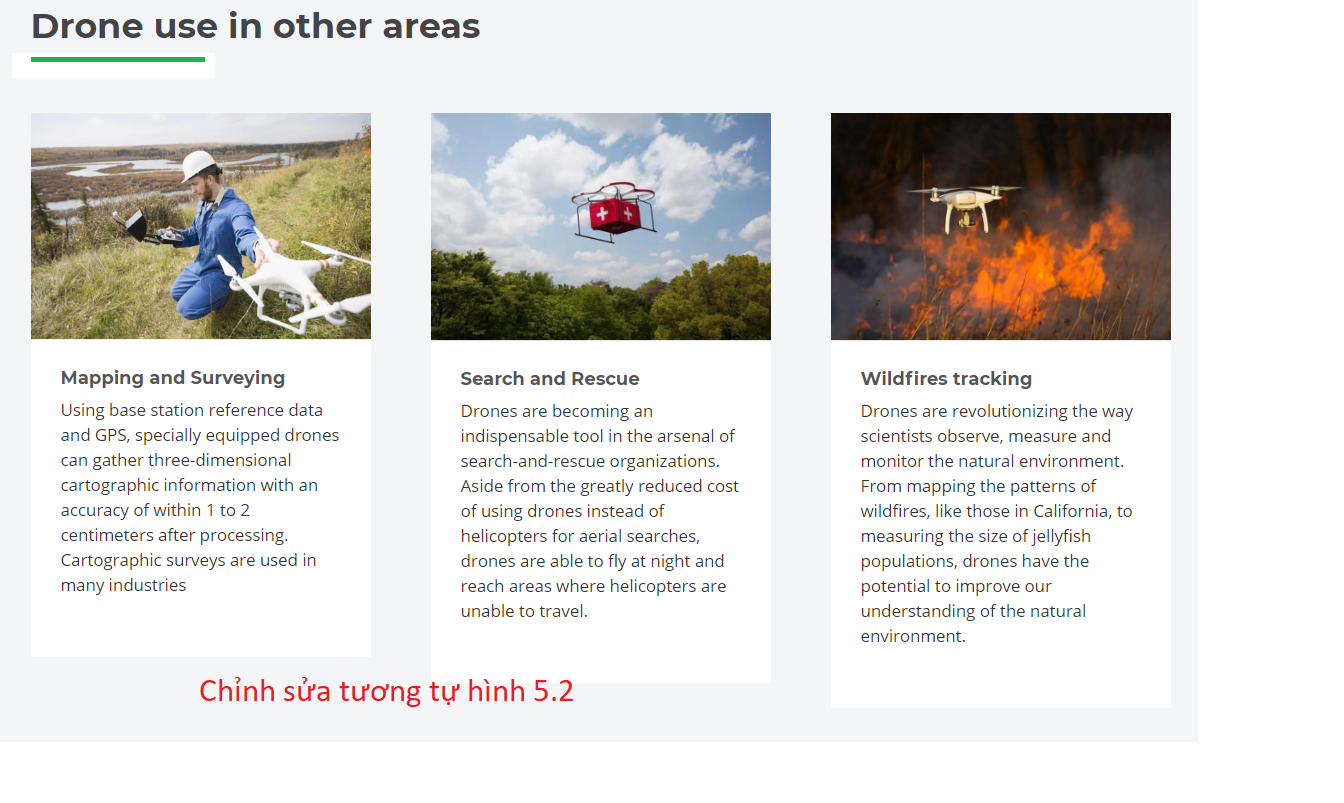 Drone use in other areas
Mapping and Surveying
Using base station reference data
and GPS, specially equipped drones
can gather three-dimensional
cartographic information with an
accuracy of within 1 to 2
centimeters after processing.
Cartographic surveys are used in
many industries
Search and Rescue
Drones are becoming an
indispensable tool in the arsenal of
search-and-rescue organizations.
Aside from the greatly reduced cost
of using drones instead of
helicopters for aerial searches,
drones are able to fly at night and
reach areas where helicopters are
unable to travel.
Wildfires tracking
Drones are revolutionizing the way
scientists observe, measure and
monitor the natural environment.
From mapping the patterns of
wildfires, like those in California, to
measuring the size of jellyfish
populations, drones have the
potential to improve our
understanding of the natural
environment.
Chỉnh sửa tương tự hình 5.2